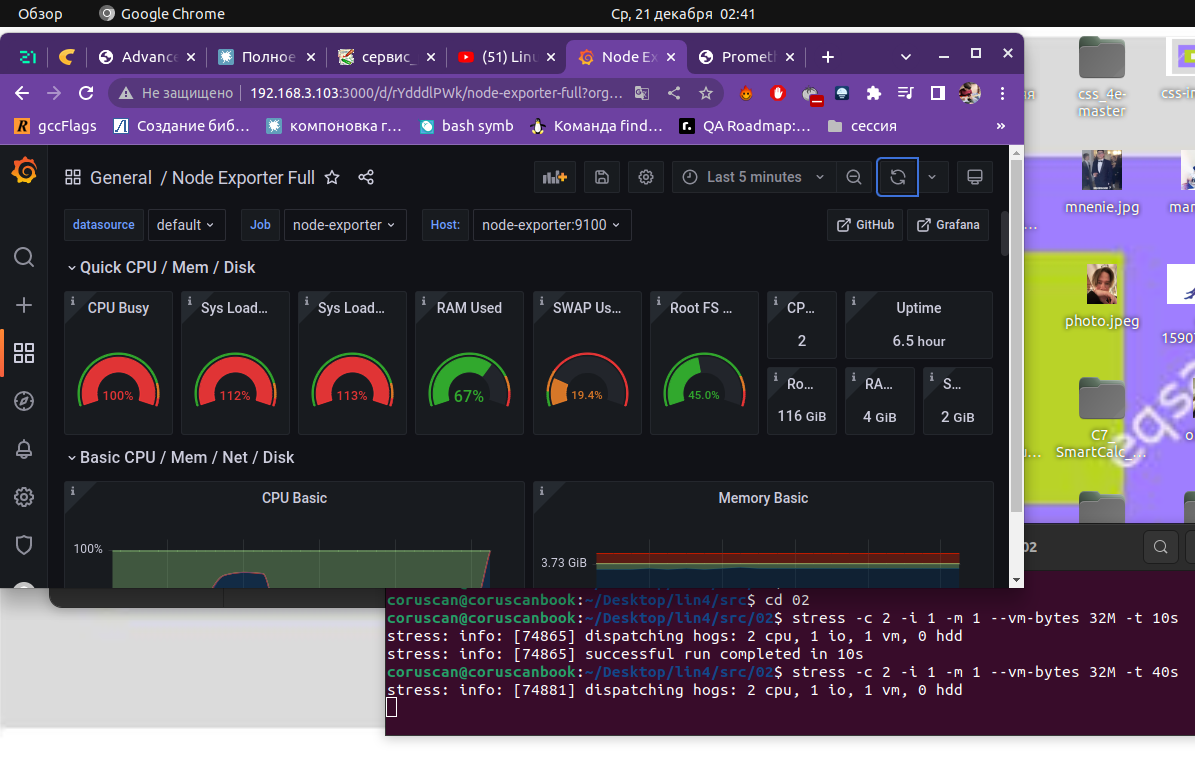 Обзор
Google Chrome
Ср, 21 декабря 02:41
Advance
Полное
сервис_
(51) Linu
Node Ex
Prometh
Не защищено
192.168.3.103:3000/d/rYdddlPWk/node-exporter-full?org...
gccFlags
Создание биб...
компоновка г...
bash symb
Команда find...
QA Roadmap:...
сессия
»
General / Node Exporter Full
Last 5 minutes
datasource
default
Job
node-exporter
Host:
node-exporter:9100
GitHub
Grafana
Quick CPU / Mem / Disk
CPU Busy
100%
Sys Load...
112%
Sys Load...
113%
RAM Used
67%
SWAP Us...
19.4%
Root FS ...
45.0%
CP...
2
Uptime
6.5 hour
Ro...
116 GiB
RA...
4 GiB
S...
2 GiB
Basic CPU / Mem / Net / Disk
CPU Basic
100%
Memory Basic
3.73 GiB
css_4e-
master
css-i
mnenie.jpg
mar
photo.jpeg
1590
C7_
SmartCalc_...
eqsa
02
coruscan@coruscanbook:~/Desktop/lin4/src$ cd 02
coruscan@coruscanbook:~/Desktop/lin4/src/02$ stress -c 2 -i 1 -m 1 --vm-bytes 32M -t 10s
stress: info: [74865] dispatching hogs: 2 cpu, 1 io, 1 vm, 0 hdd
stress: info: [74865] successful run completed in 10s
coruscan@coruscanbook:~/Desktop/lin4/src/02$ stress -c 2 -i 1 -m 1 --vm-bytes 32M -t 40s
stress: info: [74881] dispatching hogs: 2 cpu, 1 io, 1 vm, 0 hdd